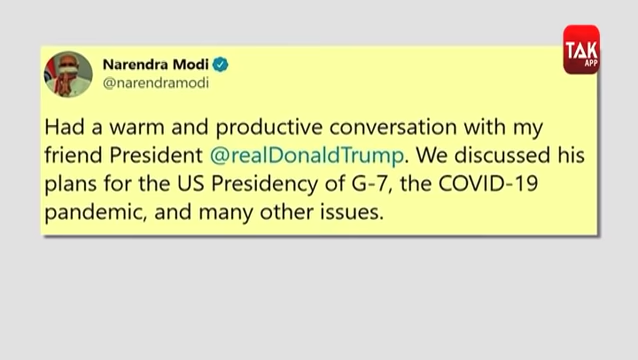 TAK
APP
Narendra Modi
@narendramodi
Had a warm and productive conversation with my
friend President @realDonaldTrump. We discussed his
plans for the US Presidency of G-7, the COVID-19
pandemic, and many other issues.